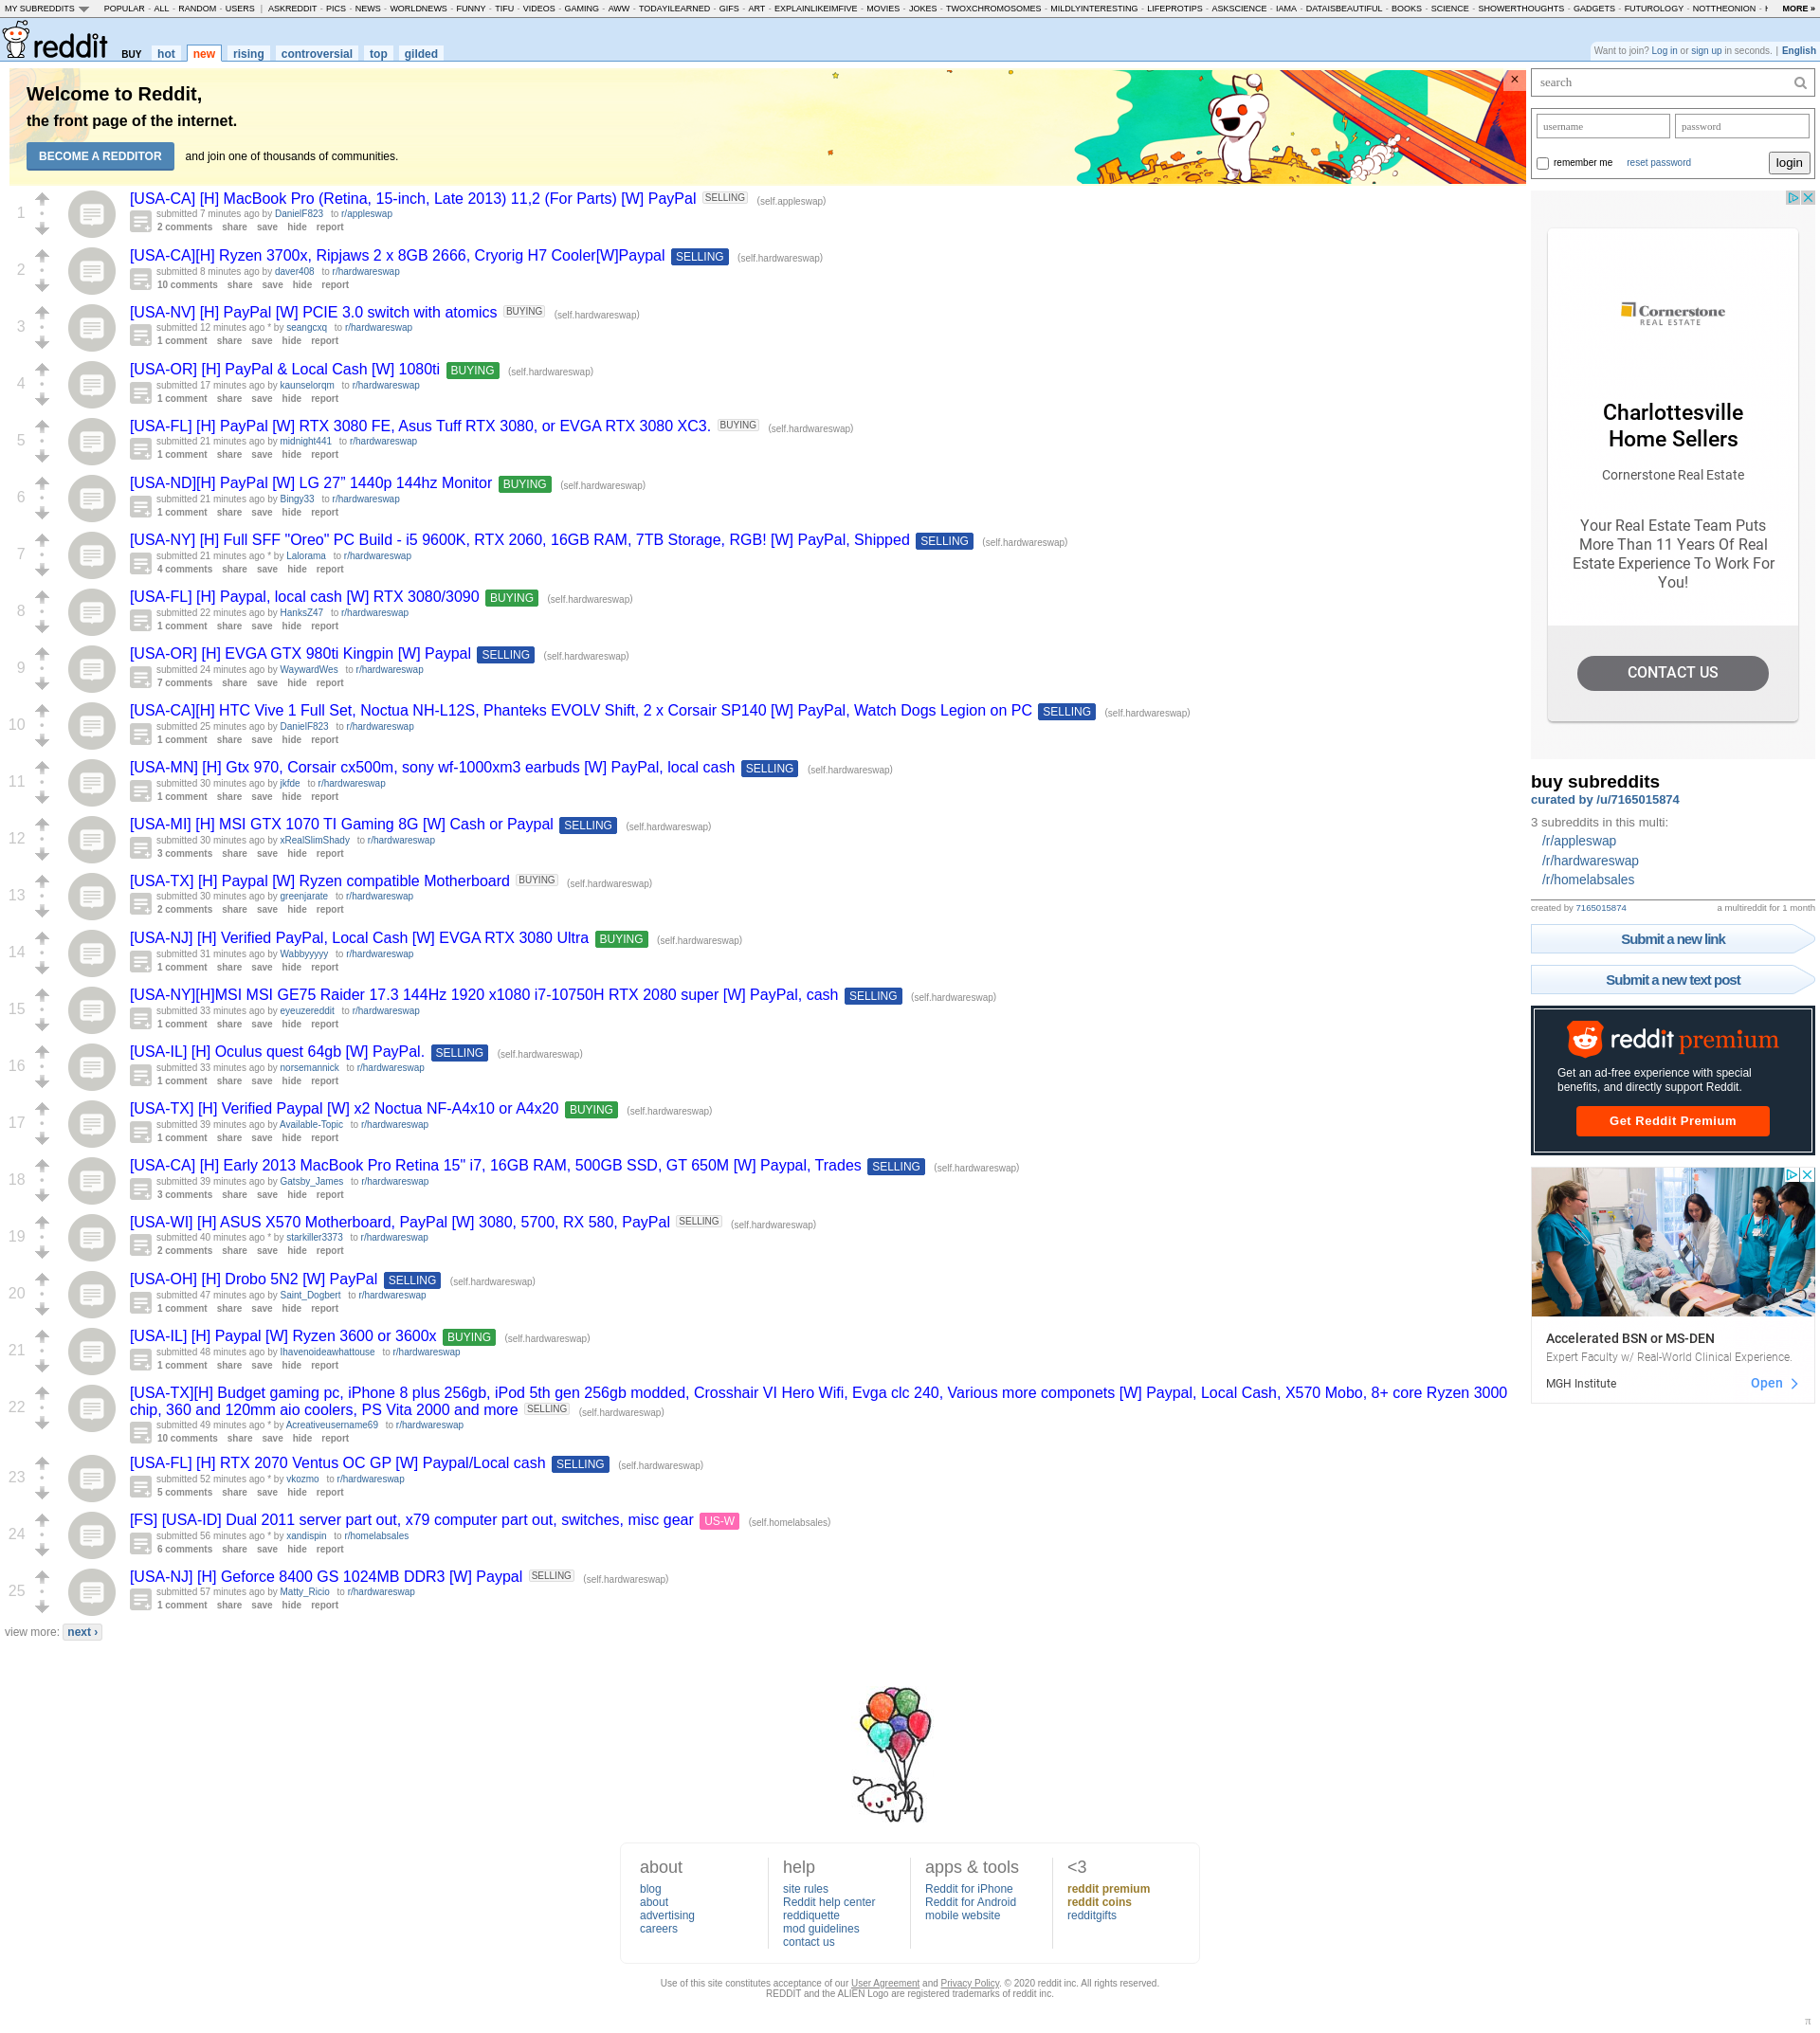 MY SUBREDDITS POPULAR - ALL - RANDOM - USERS | ASKREDDIT - PICS - NEWS - WORLDNEWS - FUNNY - TIFU - VIDEOS - GAMING - AWW - TODAYILEARNED - GIFS - ART - EXPLAINLIKEIMFIVE - MOVIES - JOKES - TWOXCHROMOSOMES - MILDLYINTERESTING - LIFEPROTIPS - ASKSCIENCE - IAMA - DATAISBEAUTIFUL - BOOKS - SCIENCE - SHOWERTHOUGHTS - GADGETS - FUTUROLOGY - NOTTHEONION - MORE »
reddit BUY hot new rising controversial top gilded
Want to join? Log in or sign up in seconds. | English
Welcome to Reddit,
the front page of the internet.
BECOME A REDDITOR and join one of thousands of communities.
×
1
[USA-CA] [H] MacBook Pro (Retina, 15-inch, Late 2013) 11,2 (For Parts) [W] PayPal SELLING (self.appleswap)
submitted 7 minutes ago by DanielF823 to r/appleswap
2 comments share save hide report
2
[USA-CA][H] Ryzen 3700x, Ripjaws 2 x 8GB 2666, Cryorig H7 Cooler[W]Paypal SELLING (self.hardwareswap)
submitted 8 minutes ago by daver408 to r/hardwareswap
10 comments share save hide report
3
[USA-NV] [H] PayPal [W] PCIE 3.0 switch with atomics BUYING (self.hardwareswap)
submitted 12 minutes ago * by seangcxq to r/hardwareswap
1 comment share save hide report
4
[USA-OR] [H] PayPal & Local Cash [W] 1080ti BUYING (self.hardwareswap)
submitted 17 minutes ago by kaunselorqm to r/hardwareswap
1 comment share save hide report
5
[USA-FL] [H] PayPal [W] RTX 3080 FE, Asus Tuff RTX 3080, or EVGA RTX 3080 XC3. BUYING (self.hardwareswap)
submitted 21 minutes ago by midnight441 to r/hardwareswap
1 comment share save hide report
6
[USA-ND][H] PayPal [W] LG 27” 1440p 144hz Monitor BUYING (self.hardwareswap)
submitted 21 minutes ago by Bingy33 to r/hardwareswap
1 comment share save hide report
7
[USA-NY] [H] Full SFF "Oreo" PC Build - i5 9600K, RTX 2060, 16GB RAM, 7TB Storage, RGB! [W] PayPal, Shipped SELLING (self.hardwareswap)
submitted 21 minutes ago * by Lalorama to r/hardwareswap
4 comments share save hide report
8
[USA-FL] [H] Paypal, local cash [W] RTX 3080/3090 BUYING (self.hardwareswap)
submitted 22 minutes ago by HanksZ47 to r/hardwareswap
1 comment share save hide report
9
[USA-OR] [H] EVGA GTX 980ti Kingpin [W] Paypal SELLING (self.hardwareswap)
submitted 24 minutes ago by WaywardWes to r/hardwareswap
7 comments share save hide report
10
[USA-CA][H] HTC Vive 1 Full Set, Noctua NH-L12S, Phanteks EVOLV Shift, 2 x Corsair SP140 [W] PayPal, Watch Dogs Legion on PC SELLING (self.hardwareswap)
submitted 25 minutes ago by DanielF823 to r/hardwareswap
1 comment share save hide report
11
[USA-MN] [H] Gtx 970, Corsair cx500m, sony wf-1000xm3 earbuds [W] PayPal, local cash SELLING (self.hardwareswap)
submitted 30 minutes ago by jkfde to r/hardwareswap
1 comment share save hide report
12
[USA-MI] [H] MSI GTX 1070 TI Gaming 8G [W] Cash or Paypal SELLING (self.hardwareswap)
submitted 30 minutes ago by xRealSlimShady to r/hardwareswap
3 comments share save hide report
13
[USA-TX] [H] Paypal [W] Ryzen compatible Motherboard BUYING (self.hardwareswap)
submitted 30 minutes ago by greenjarate to r/hardwareswap
2 comments share save hide report
14
[USA-NJ] [H] Verified PayPal, Local Cash [W] EVGA RTX 3080 Ultra BUYING (self.hardwareswap)
submitted 31 minutes ago by Wabbyyyyy to r/hardwareswap
1 comment share save hide report
15
[USA-NY][H]MSI MSI GE75 Raider 17.3 144Hz 1920 x1080 i7-10750H RTX 2080 super [W] PayPal, cash SELLING (self.hardwareswap)
submitted 33 minutes ago by eyeuzereddit to r/hardwareswap
1 comment share save hide report
16
[USA-IL] [H] Oculus quest 64gb [W] PayPal. SELLING (self.hardwareswap)
submitted 33 minutes ago by norsemannick to r/hardwareswap
1 comment share save hide report
17
[USA-TX] [H] Verified Paypal [W] x2 Noctua NF-A4x10 or A4x20 BUYING (self.hardwareswap)
submitted 39 minutes ago by Available-Topic to r/hardwareswap
1 comment share save hide report
18
[USA-CA] [H] Early 2013 MacBook Pro Retina 15" i7, 16GB RAM, 500GB SSD, GT 650M [W] Paypal, Trades SELLING (self.hardwareswap)
submitted 39 minutes ago by Gatsby_James to r/hardwareswap
3 comments share save hide report
19
[USA-WI] [H] ASUS X570 Motherboard, PayPal [W] 3080, 5700, RX 580, PayPal SELLING (self.hardwareswap)
submitted 40 minutes ago * by starkiller3373 to r/hardwareswap
2 comments share save hide report
20
[USA-OH] [H] Drobo 5N2 [W] PayPal SELLING (self.hardwareswap)
submitted 47 minutes ago by Saint_Dogbert to r/hardwareswap
1 comment share save hide report
21
[USA-IL] [H] Paypal [W] Ryzen 3600 or 3600x BUYING (self.hardwareswap)
submitted 48 minutes ago by Ihavenoideawhattouse to r/hardwareswap
1 comment share save hide report
22
[USA-TX][H] Budget gaming pc, iPhone 8 plus 256gb, iPod 5th gen 256gb modded, Crosshair VI Hero Wifi, Evga clc 240, Various more componets [W] Paypal, Local Cash, X570 Mobo, 8+ core Ryzen 3000
chip, 360 and 120mm aio coolers, PS Vita 2000 and more SELLING (self.hardwareswap)
submitted 49 minutes ago * by Acreativeusername69 to r/hardwareswap
10 comments share save hide report
23
[USA-FL] [H] RTX 2070 Ventus OC GP [W] Paypal/Local cash SELLING (self.hardwareswap)
submitted 52 minutes ago * by vkozmo to r/hardwareswap
5 comments share save hide report
24
[FS] [USA-ID] Dual 2011 server part out, x79 computer part out, switches, misc gear US-W (self.homelabsales)
submitted 56 minutes ago * by xandispin to r/homelabsales
6 comments share save hide report
25
[USA-NJ] [H] Geforce 8400 GS 1024MB DDR3 [W] Paypal SELLING (self.hardwareswap)
submitted 57 minutes ago by Matty_Ricio to r/hardwareswap
1 comment share save hide report
view more: next ›
search
username password
remember me reset password login
Cornerstone
REAL ESTATE
Charlottesville
Home Sellers
Cornerstone Real Estate
Your Real Estate Team Puts
More Than 11 Years Of Real
Estate Experience To Work For
You!
CONTACT US
buy subreddits
curated by /u/7165015874
3 subreddits in this multi:
/r/appleswap
/r/hardwareswap
/r/homelabsales
created by 7165015874 a multireddit for 1 month
Submit a new link
Submit a new text post
reddit premium
Get an ad-free experience with special
benefits, and directly support Reddit.
Get Reddit Premium
Accelerated BSN or MS-DEN
Expert Faculty w/ Real-World Clinical Experience.
MGH Institute Open
about
blog
about
advertising
careers
help
site rules
Reddit help center
reddiquette
mod guidelines
contact us
apps & tools
Reddit for iPhone
Reddit for Android
mobile website
<3
reddit premium
reddit coins
redditgifts
Use of this site constitutes acceptance of our User Agreement and Privacy Policy. © 2020 reddit inc. All rights reserved.
REDDIT and the ALIEN Logo are registered trademarks of reddit inc.
π